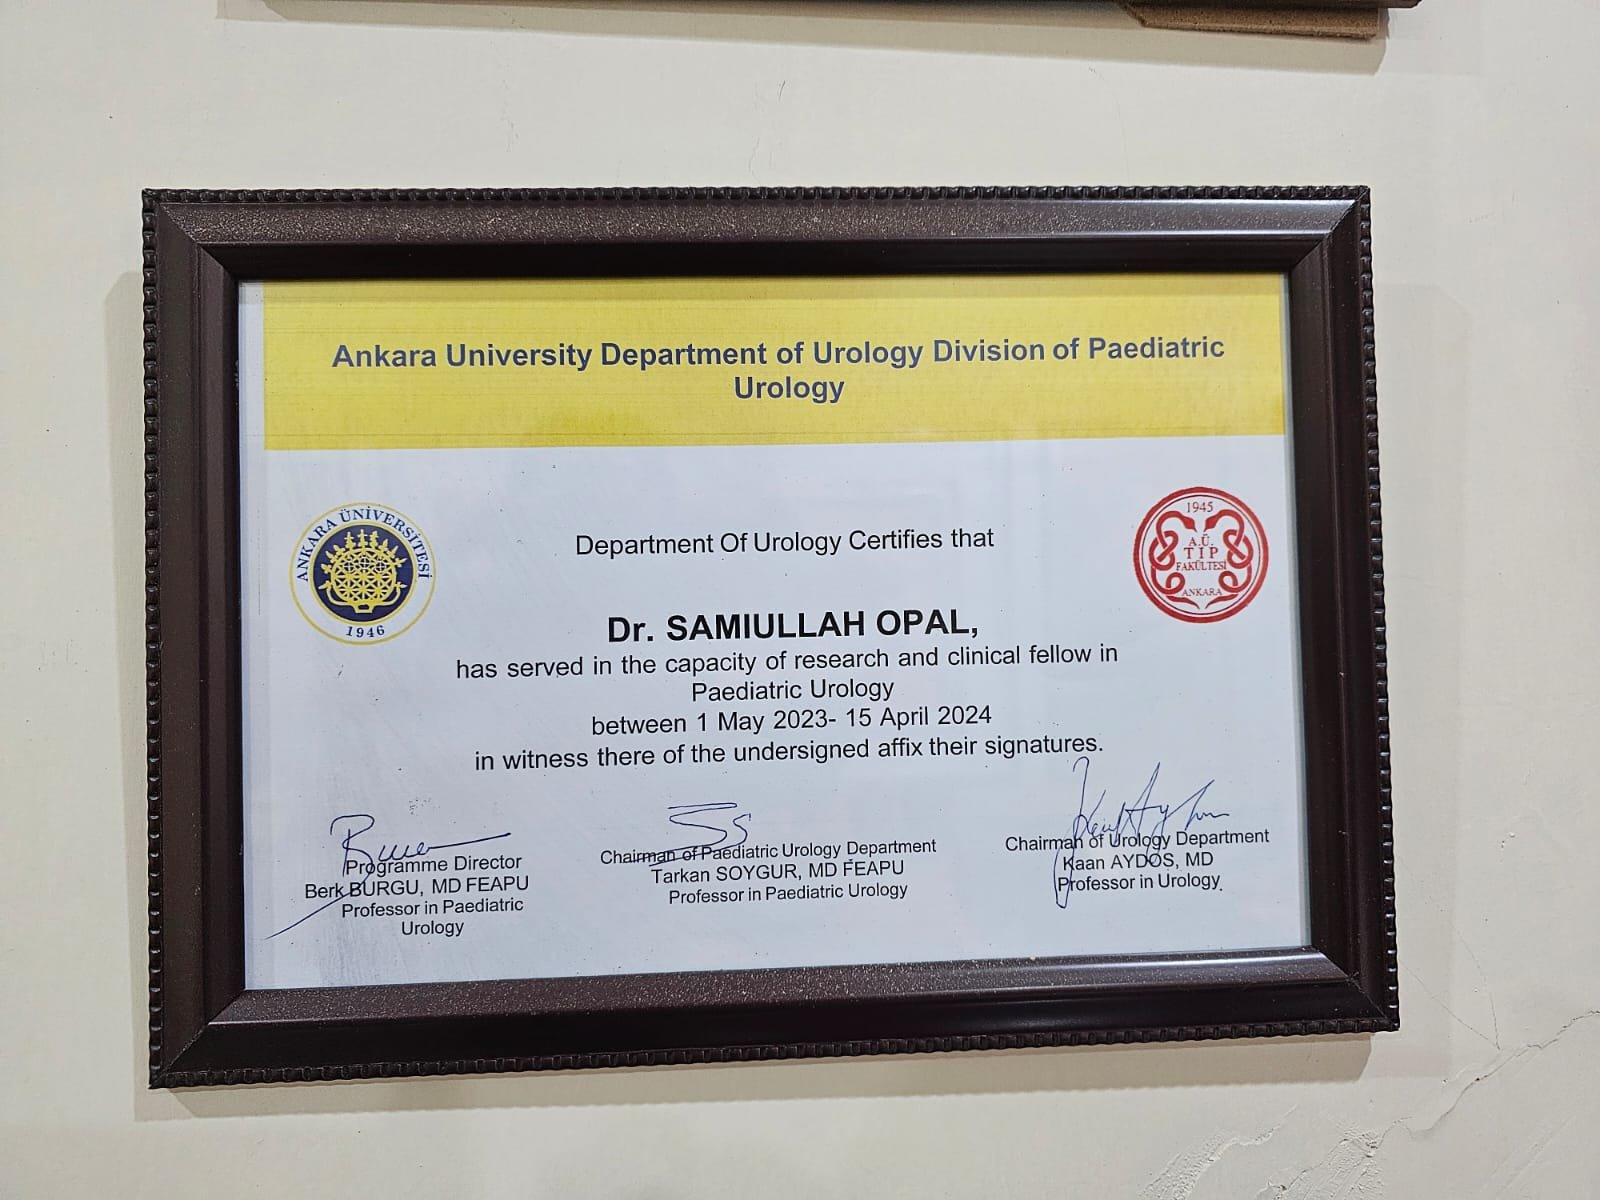 Ankara University Department of Urology Division of Paediatric
Urology
ANKARA ÜNİVERSİTESİ
1946
1945
A.Ü.
TIP
FAKÜLTESİ
ANKARA
Department Of Urology Certifies that
Dr. SAMIULLAH OPAL,
has served in the capacity of research and clinical fellow in
Paediatric Urology
between 1 May 2023- 15 April 2024
in witness there of the undersigned affix their signatures.
Programme Director
Berk BURGU, MD FEAPU
Professor in Paediatric
Urology
Chairman of Paediatric Urology Department
Tarkan SOYGUR, MD FEAPU
Professor in Paediatric Urology
Chairman of Urology Department
Kaan AYDOS, MD
Professor in Urology